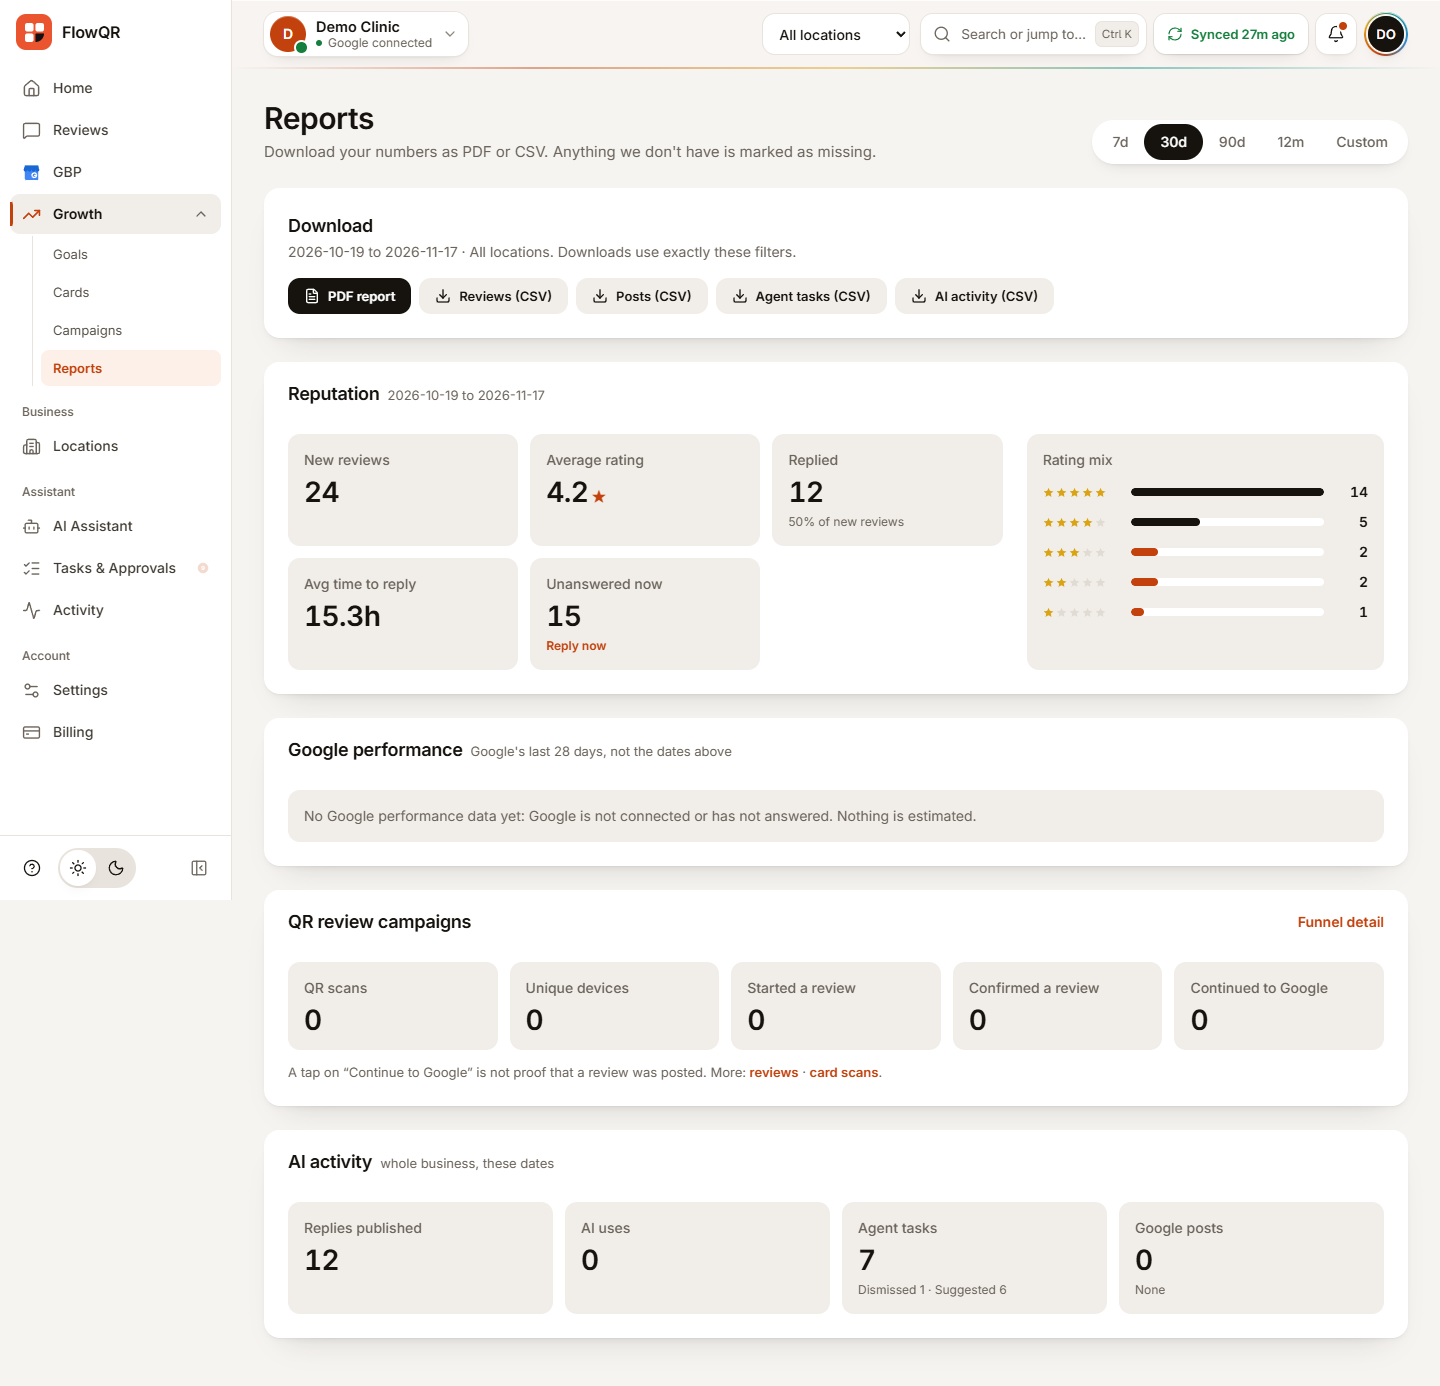 FlowQR
Home
Reviews
GBP
Growth
Goals
Cards
Campaigns
Reports
Business
Locations
Assistant
AI Assistant
Tasks & Approvals
Activity
Account
Settings
Billing
D
Demo Clinic
Google connected
All locations
Search or jump to...
Ctrl K
Synced 27m ago
DO
Reports
Download your numbers as PDF or CSV. Anything we don't have is marked as missing.
7d 30d 90d 12m Custom
Download
2026-10-19 to 2026-11-17 · All locations. Downloads use exactly these filters.
PDF report
Reviews (CSV)
Posts (CSV)
Agent tasks (CSV)
AI activity (CSV)
Reputation 2026-10-19 to 2026-11-17
New reviews
24
Average rating
4.2
Replied
12
50% of new reviews
Avg time to reply
15.3h
Unanswered now
15
Reply now
Rating mix
14
5
2
2
1
Google performance Google's last 28 days, not the dates above
No Google performance data yet: Google is not connected or has not answered. Nothing is estimated.
QR review campaigns
Funnel detail
QR scans
0
Unique devices
0
Started a review
0
Confirmed a review
0
Continued to Google
0
A tap on “Continue to Google” is not proof that a review was posted. More: reviews · card scans.
AI activity whole business, these dates
Replies published
12
AI uses
0
Agent tasks
7
Dismissed 1 · Suggested 6
Google posts
0
None